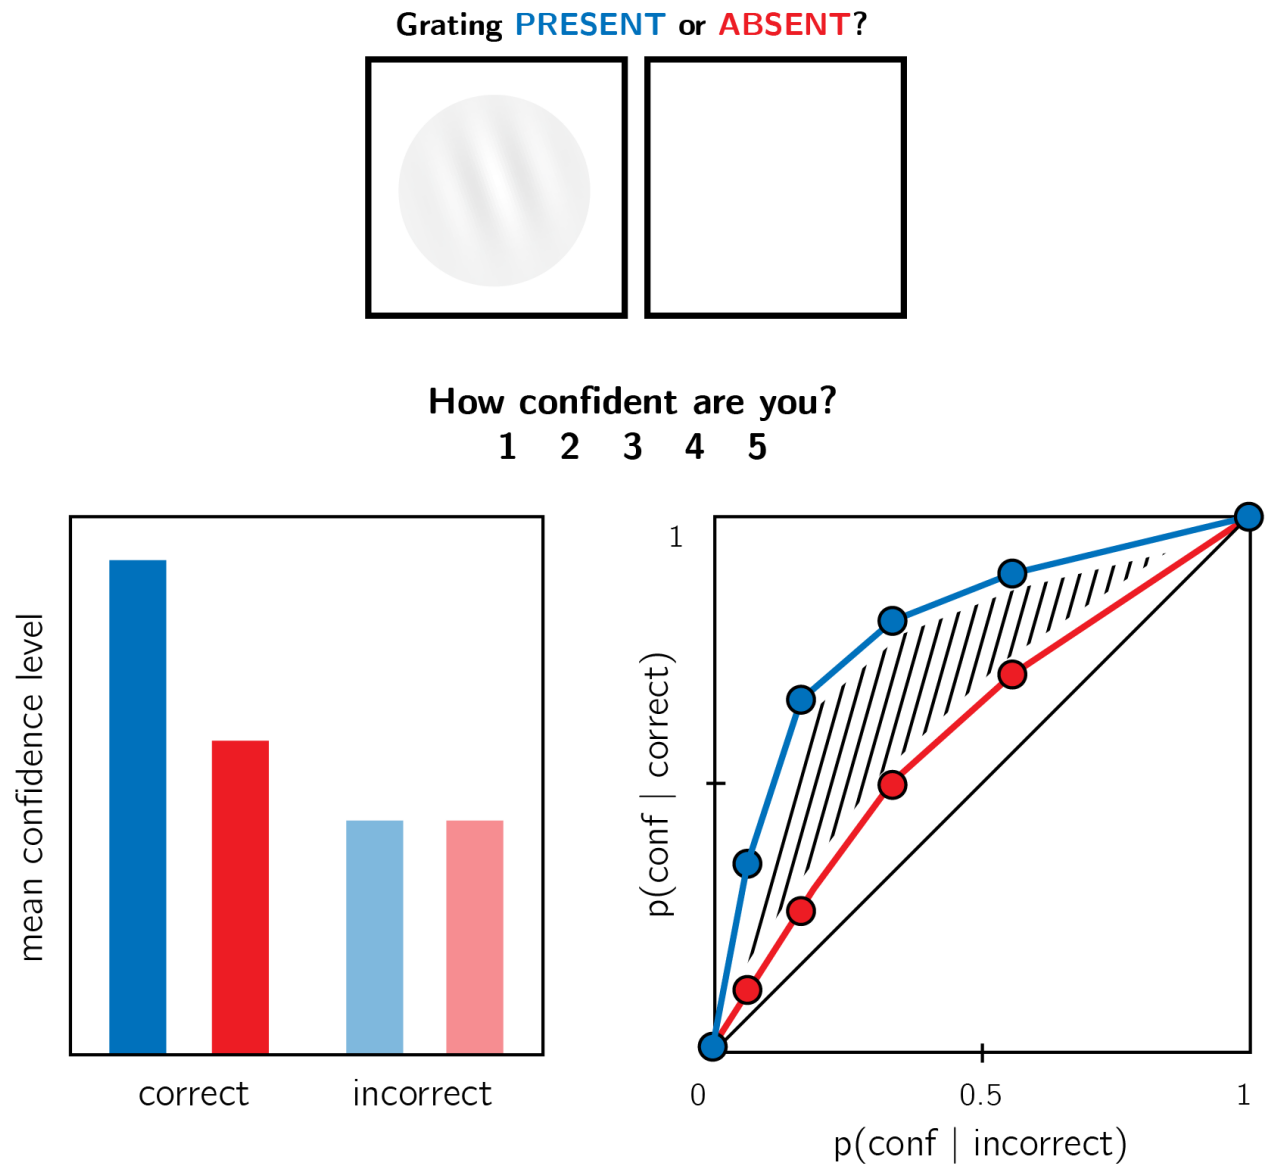 Grating PRESENT or ABSENT?
How confident are you?
1 2 3 4 5
mean confidence level
correct
incorrect
p(conf | correct)
1
0
0.5
1
p(conf | incorrect)